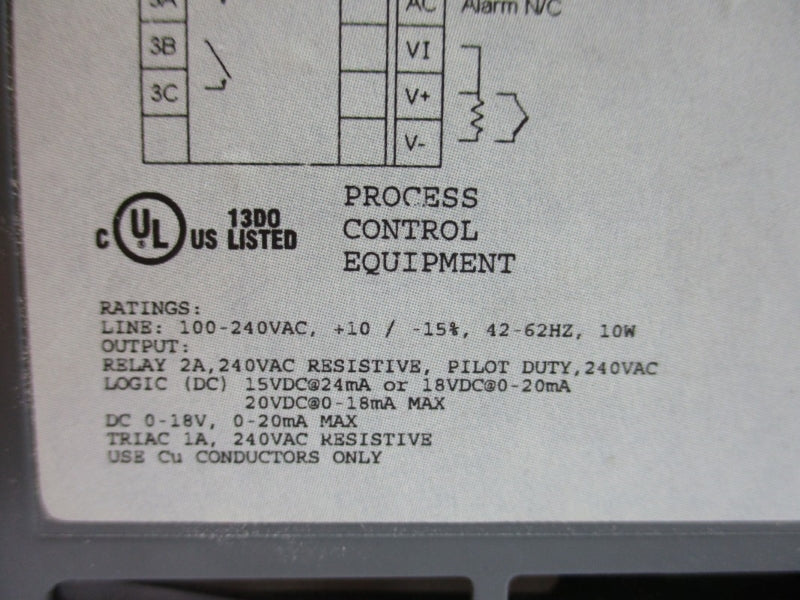 3A
AC Alarm N/C
3B
VI
3C
V+
V-
C UL ® US 13DO LISTED
PROCESS
CONTROL
EQUIPMENT
RATINGS:
LINE: 100-240VAC, +10 / -15%, 42-62HZ, 10W
OUTPUT:
RELAY 2A,240VAC RESISTIVE, PILOT DUTY,240VAC
LOGIC (DC) 15VDC@24mA or 18VDC@0-20mA
20VDC@0-18mA MAX
DC 0-18V, 0-20mA MAX
TRIAC 1A, 240VAC RESISTIVE
USE Cu CONDUCTORS ONLY